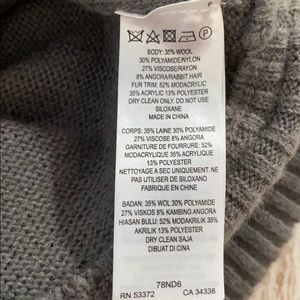 P
P
BODY: 35% WOOL
30% POLYAMIDE/NYLON
27% VISCOSE/RAYON
8% ANGORA/RABBIT HAIR
FUR TRIM: 52% MODACRYLIC
35% ACRYLIC 13% POLYESTER
DRY CLEAN ONLY. DO NOT USE
SILOXANE
MADE IN CHINA
CORPS: 35% LAINE 30% POLYAMIDE
27% VISCOSE 8% ANGORA
GARNITURE DE FOURRURE: 52%
MODACRYLIQUE 35% ACRYLIQUE
13% POLYESTER
NETTOYAGE A SEC UNIQUEMENT. NE
PAS UTILISER DE SILOXANO
FABRIQUE EN CHINE
BADAN: 35% WOL 30% POLYAMIDE
27% VISKOS 8% KAMBING ANGORA
HIASAN BULU: 52% MODAKRILIK 35%
AKRILIK 13% POLYESTER
DRY CLEAN SAJA
DIBUAT DI CHINA
78ND6
RN 53372 CA 34338